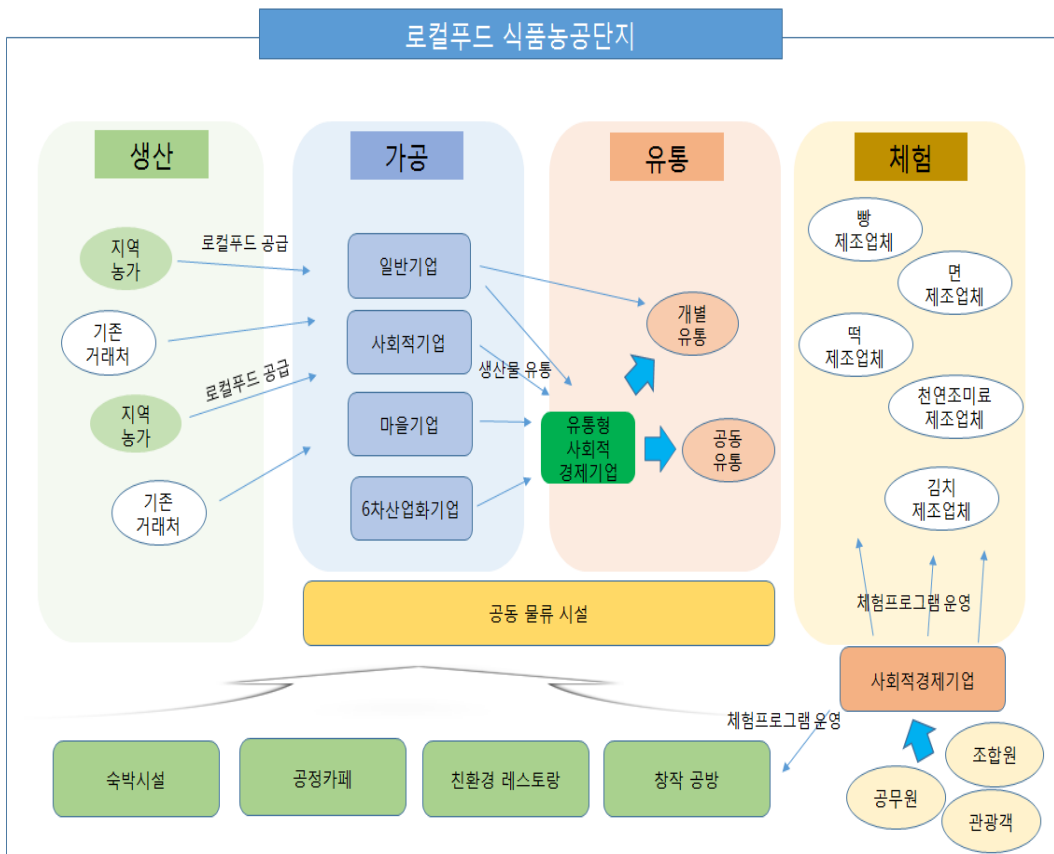 로컬푸드 식품농공단지
생산
지역
농가
로컬푸드 공급
기존
거래처
로컬푸드 공급
지역
농가
기존
거래처
가공
일반기업
사회적기업
마을기업
6차산업화기업
생산물 유통
유통
개별
유통
유통형
사회적
경제기업
공동
유통
체험
빵
제조업체
면
제조업체
떡
제조업체
천연조미료
제조업체
김치
제조업체
체험프로그램 운영
공동 물류 시설
사회적경제기업
체험프로그램 운영
숙박시설
공정카페
친환경 레스토랑
창작 공방
조합원
공무원
관광객